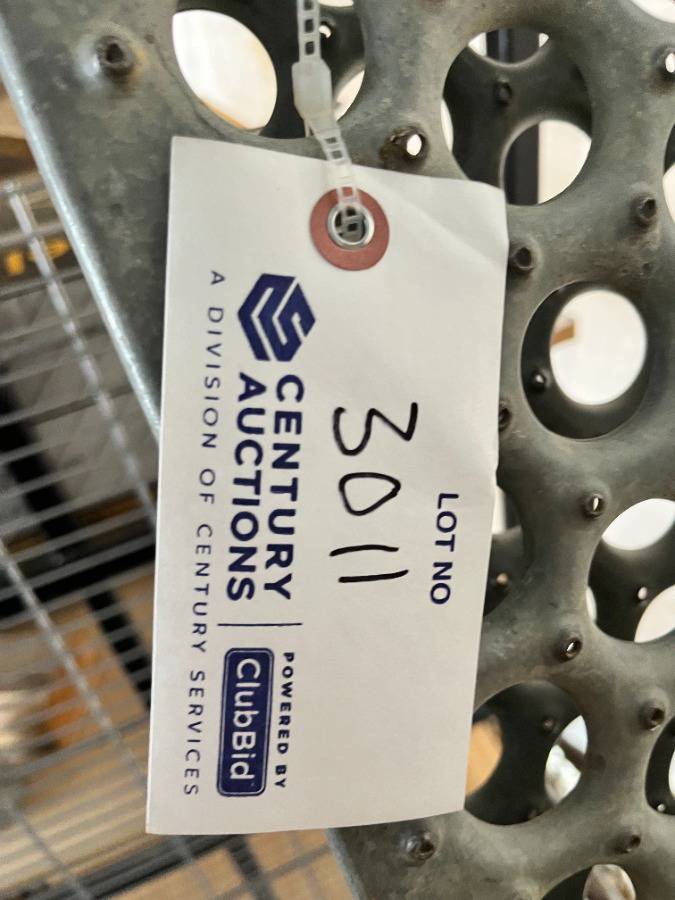 LOT NO
3011
CENTURY
AUCTIONS
A DIVISION OF CENTURY SERVICES
POWERED BY
ClubBid